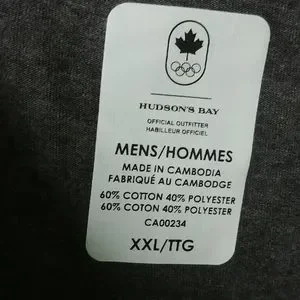 HUDSON'S BAY
OFFICIAL OUTFITTER
HABILLEUR OFFICIEL
MENS/HOMMES
MADE IN CAMBODIA
FABRIQUÉ AU CAMBODGE
60% COTTON 40% POLYESTER
60% COTON 40% POLYESTER
CA00234
XXL/TTG